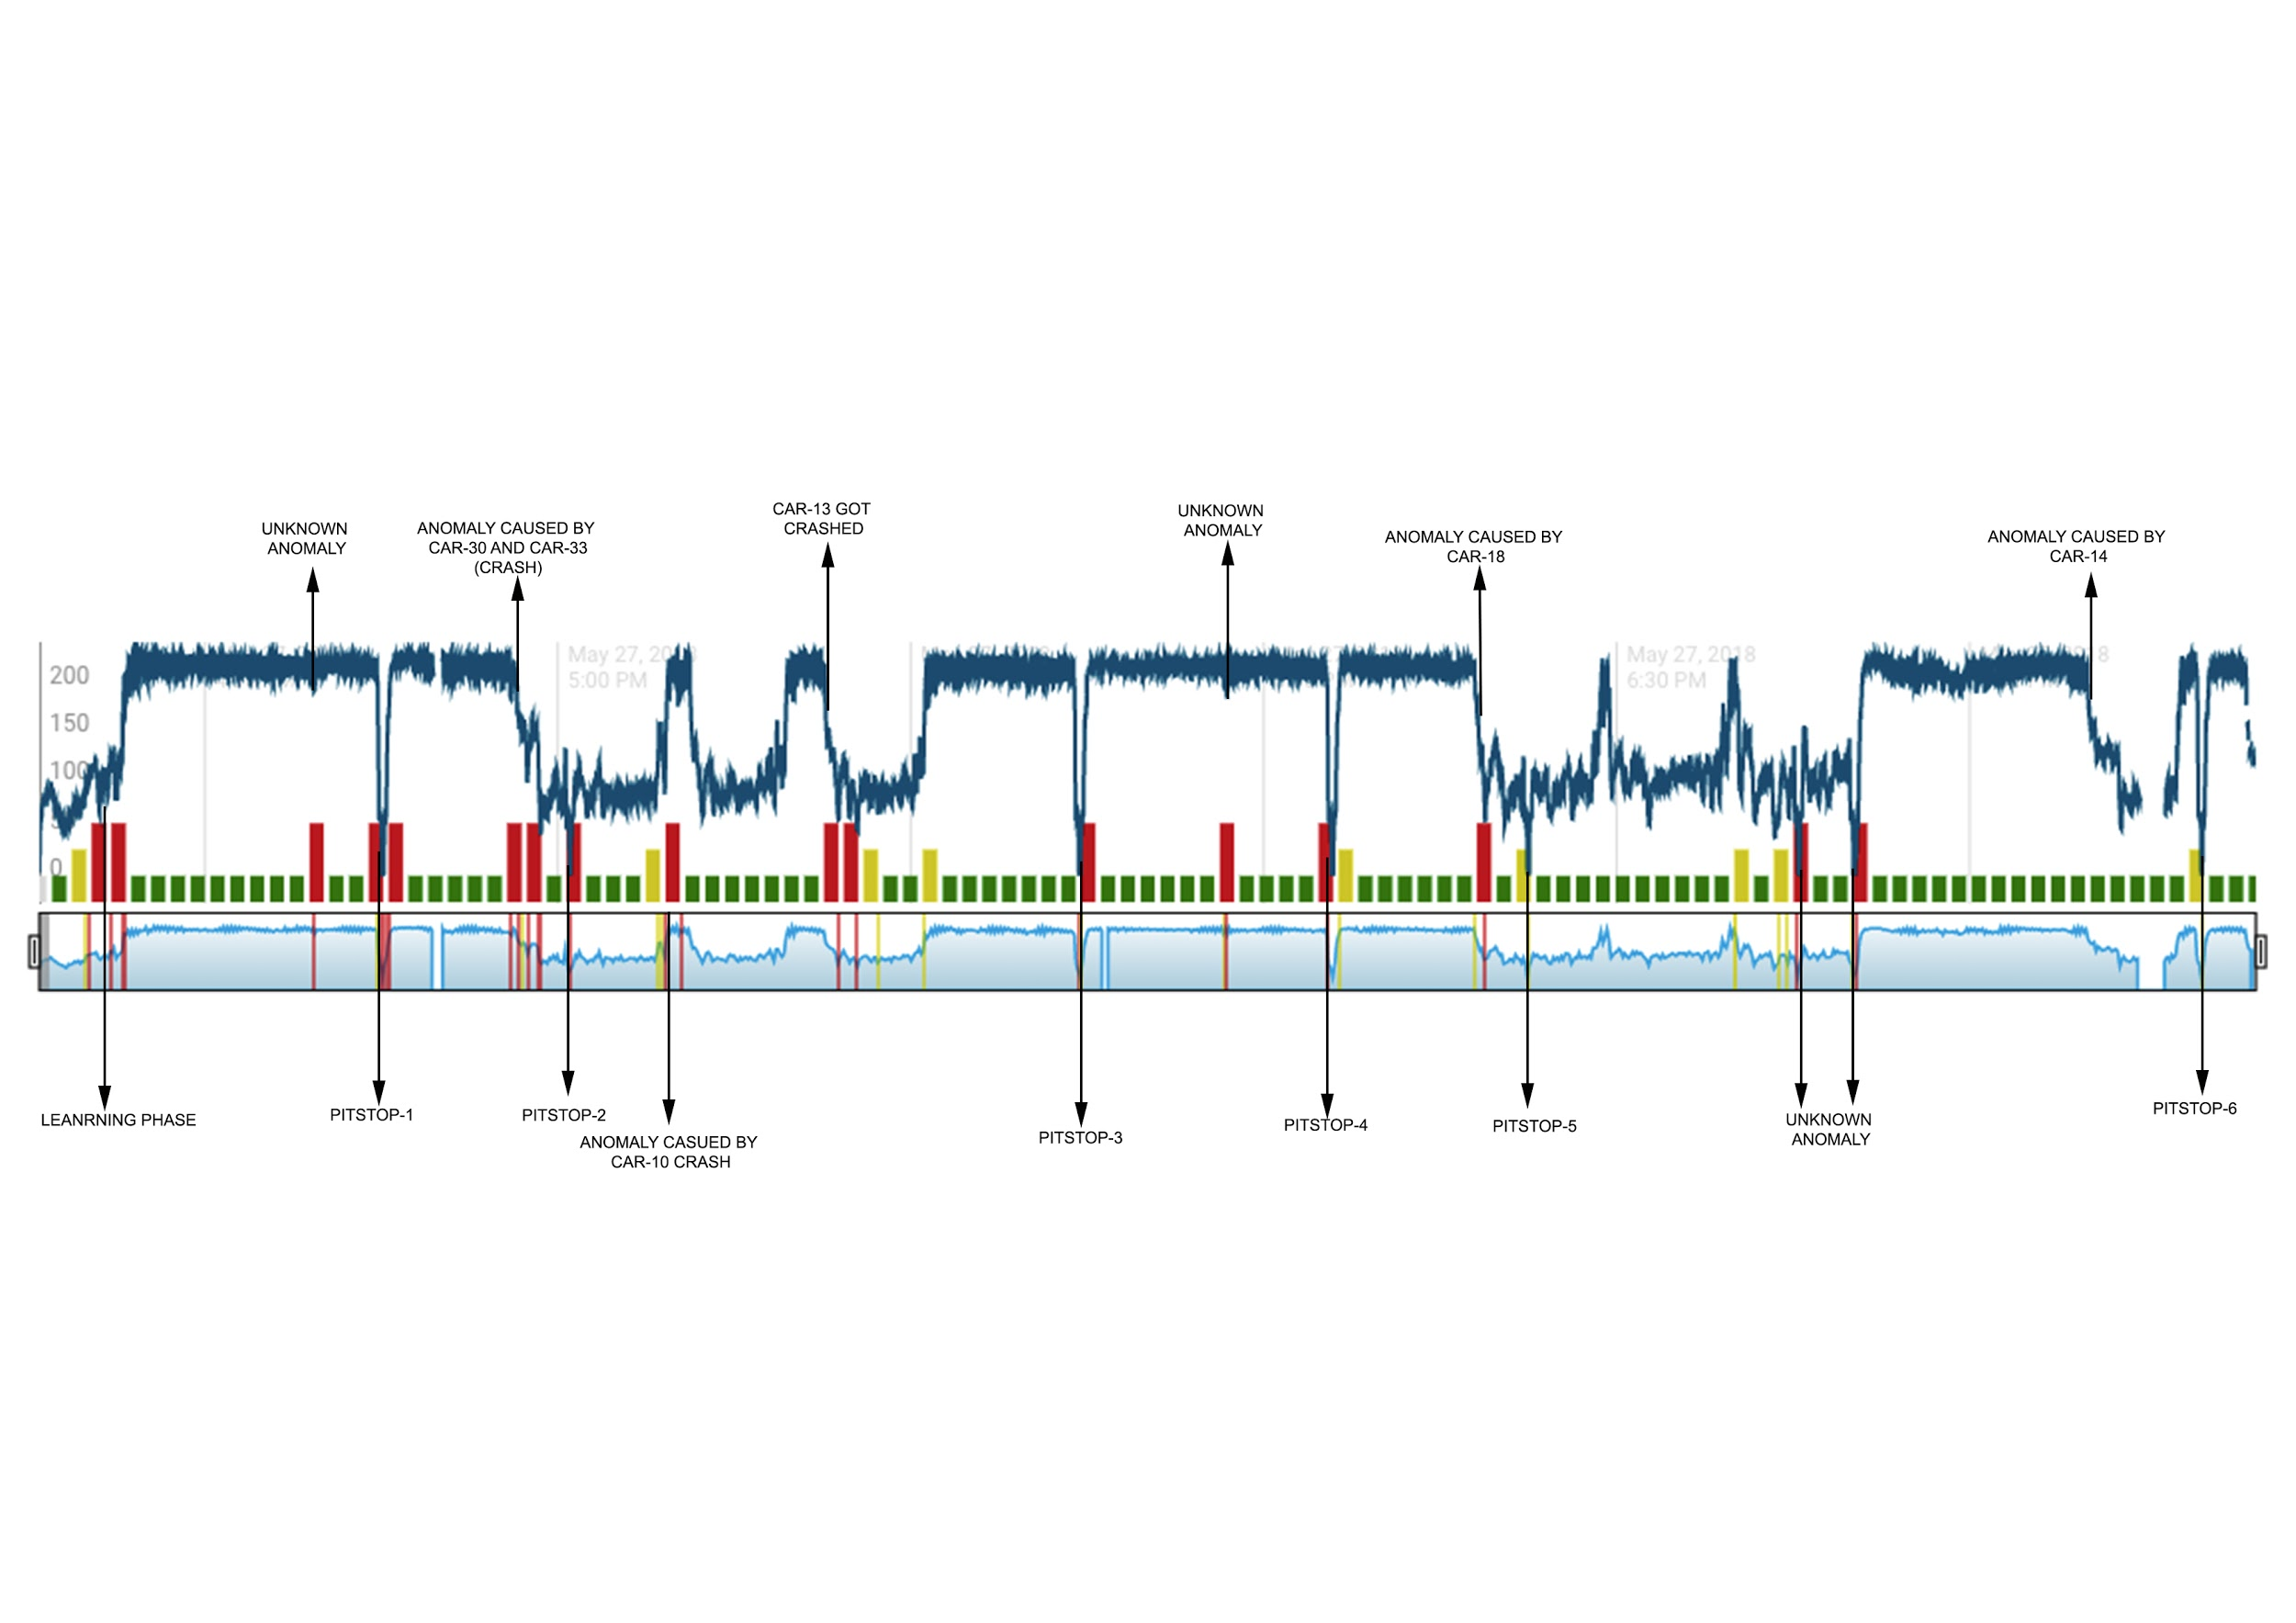 CAR-13 GOT
CRASHED
UNKNOWN
ANOMALY
UNKNOWN
ANOMALY
ANOMALY CAUSED BY
CAR-30 AND CAR-33
(CRASH)
ANOMALY CAUSED BY
CAR-18
ANOMALY CAUSED BY
CAR-14
200
150
100
0
May 27, 20
5:00 PM
May 27, 2018
6:30 PM
8
LEANRNING PHASE
PITSTOP-1
PITSTOP-2
ANOMALY CASUED BY
CAR-10 CRASH
PITSTOP-3
PITSTOP-4
PITSTOP-5
UNKNOWN
ANOMALY
PITSTOP-6